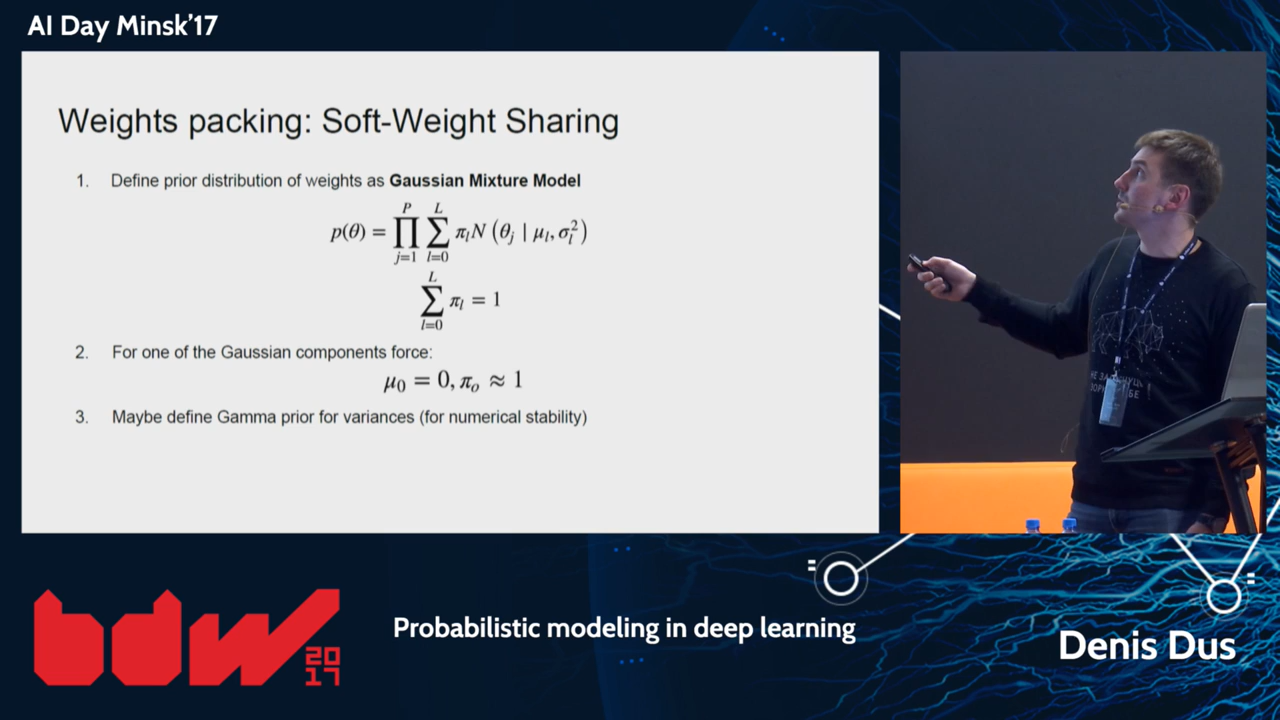 AI Day Minsk'17
Weights packing: Soft-Weight Sharing
1. Define prior distribution of weights as Gaussian Mixture Model
p(θ) = ∏_{j=1}^{P} ∑_{l=0}^{L} π_l N (θ_j | μ_l, σ_l^2)
∑_{l=0}^{L} π_l = 1
2. For one of the Gaussian components force:
μ_0 = 0, π_o ≈ 1
3. Maybe define Gamma prior for variances (for numerical stability)
bdw
20
17
Probabilistic modeling in deep learning
Denis Dus